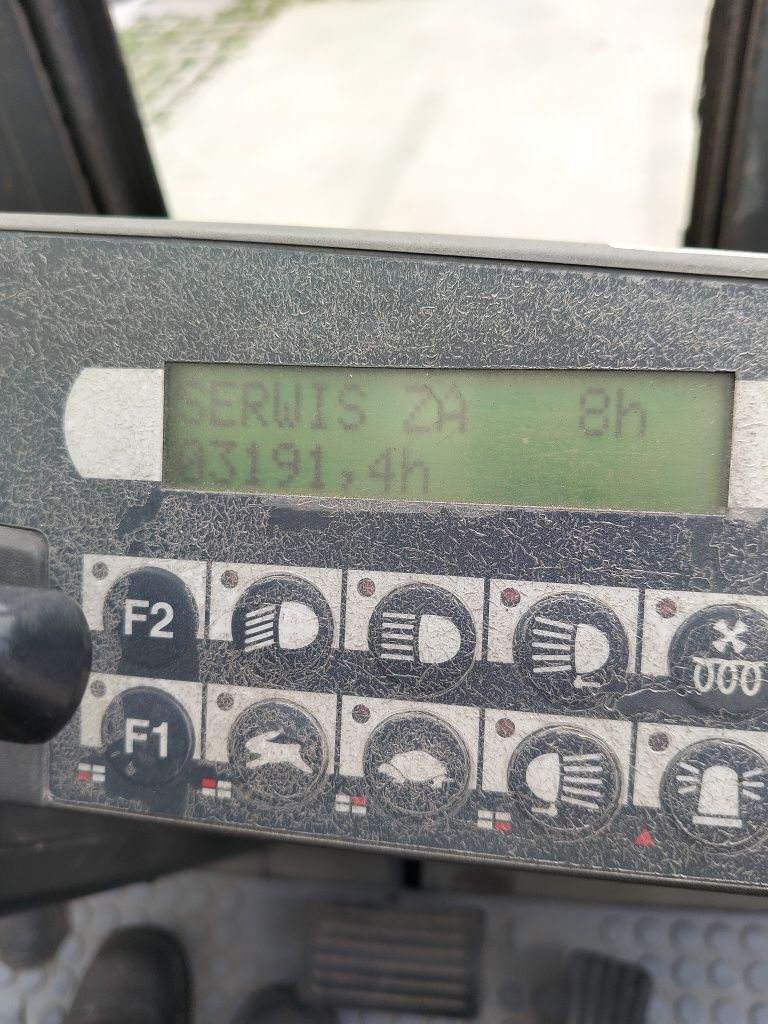 SERWIS ZA 8h
03191,4h
F2
F1